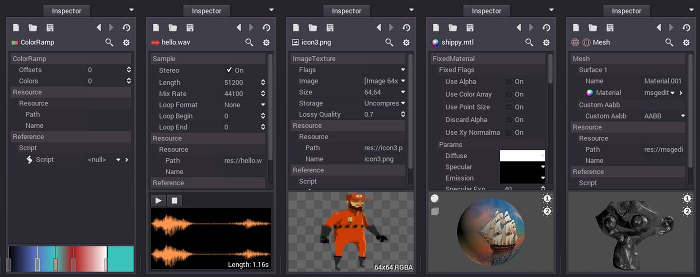 Inspector
ColorRamp
ColorRamp
Offsets 0
Colors 0
Resource
Resource
Path
Name
Reference
Script
Script <null>
Inspector
hello.wav
Sample
Stereo On
Length 51200
Mix Rate 44100
Loop Format None
Loop Begin 0
Loop End 0
Resource
Resource
Path res://hello.w
Name
Reference
Length: 1.16s
Inspector
icon3.png
ImageTexture
Flags
Image [Image 64x
Size 64,64
Storage Uncompres
Lossy Quality 0.7
Resource
Resource
Path res://icon3.p
Name icon3.png
Reference
Script
64x64 RGBA
Inspector
shippy.mtl
FixedMaterial
Fixed Flags
Use Alpha On
Use Color Array On
Use Point Size On
Discard Alpha On
Use Xy Normalma On
Params
Diffuse
Specular
Emission
Specular Exp 40
1
2
Inspector
Mesh
Mesh
Surface 1
Name Material.001
Material msgedit
Custom Aabb
Custom Aabb AABB
Resource
Resource
Path res://msgedi
Name
Reference
Script
1
2